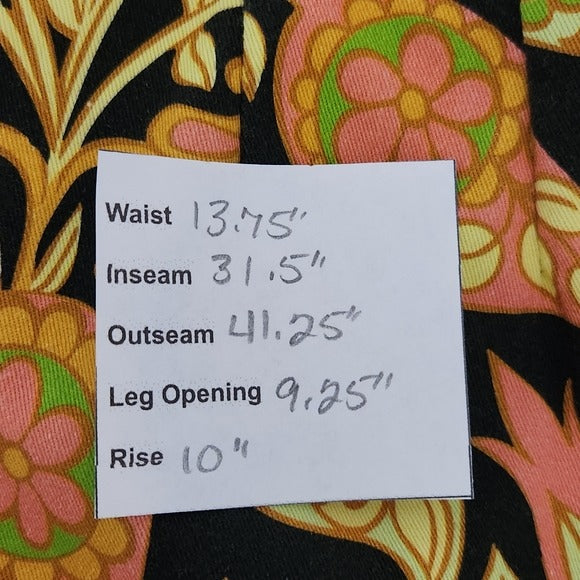 Waist 13.75"
Inseam 31.5"
Outseam 41.25"
Leg Opening 9.25"
Rise 10"